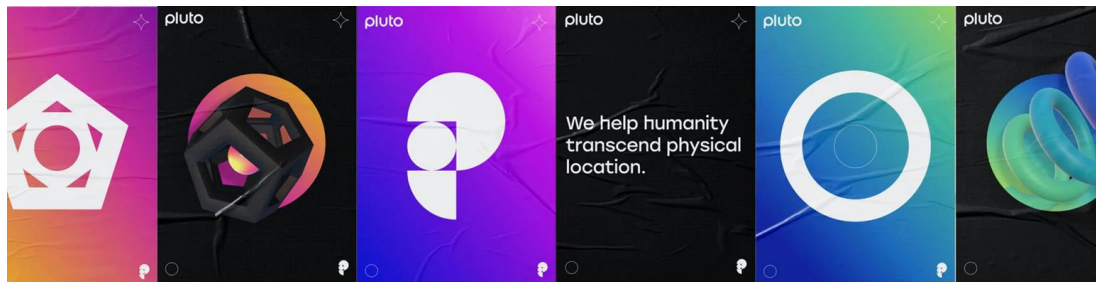 pluto
pluto
pluto
We help humanity
transcend physical
location.
pluto
pluto